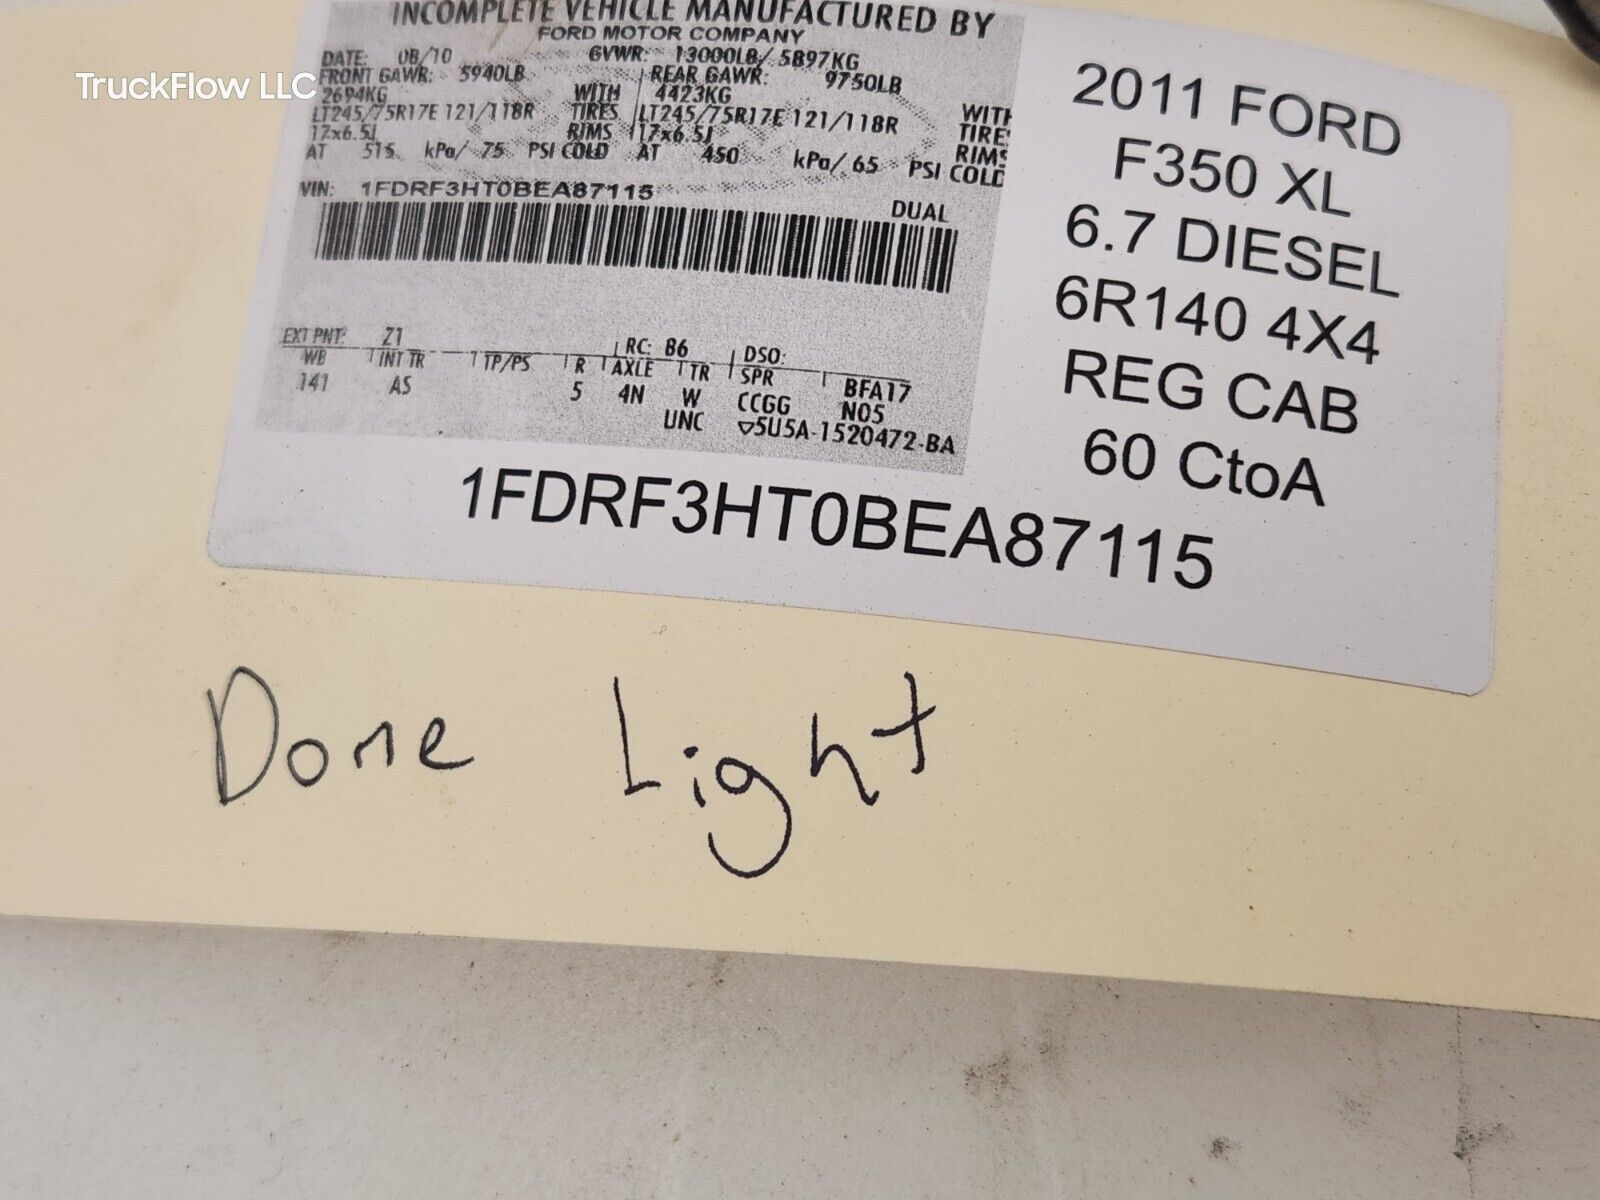 INCOMPLETE VEHICLE MANUFACTURED BY
FORD MOTOR COMPANY
DATE: 08/10 GVWR: 13000LB/ 5897KG
FRONT GAWR: 5940LB REAR GAWR: 9750LB
2694KG WITH 4423KG WITH
LT245/75R17E 121/118R TIRES LT245/75R17E 121/118R TIRES
17x6.5J RIMS 17x6.5J RIMS
AT 515 kPa/ 75 PSI COLD AT 450 kPa/ 65 PSI COLD
VIN: 1FDRF3HT0BEA87115
DUAL
EXT PNT: Z1 RC: 86 DSO:
WB INT TR TP/PS R AXLE TR SPR BFA17
141 AS 5 4N W CCGG N05
UNC ▽5U5A-1520472-BA
1FDRF3HT0BEA87115
2011 FORD
F350 XL
6.7 DIESEL
6R140 4X4
REG CAB
60 CtoA
Dome Light
TruckFlow LLC